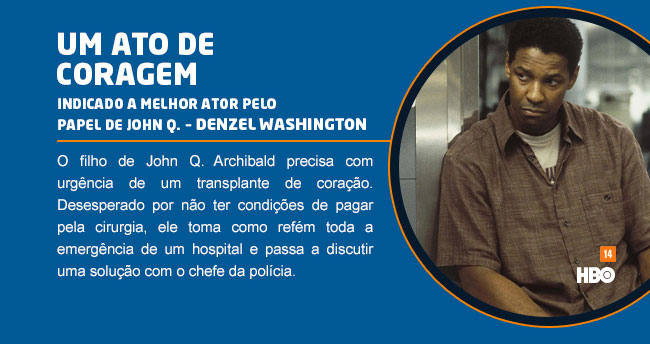 UM ATO DE
CORAGEM
INDICADO A MELHOR ATOR PELO
PAPEL DE JOHN Q. - DENZEL WASHINGTON
O filho de John Q. Archibald precisa com
urgência de um transplante de coração.
Desesperado por não ter condições de pagar
pela cirurgia, ele toma como refém toda a
emergência de um hospital e passa a discutir
uma solução com o chefe da polícia.
14
HBO